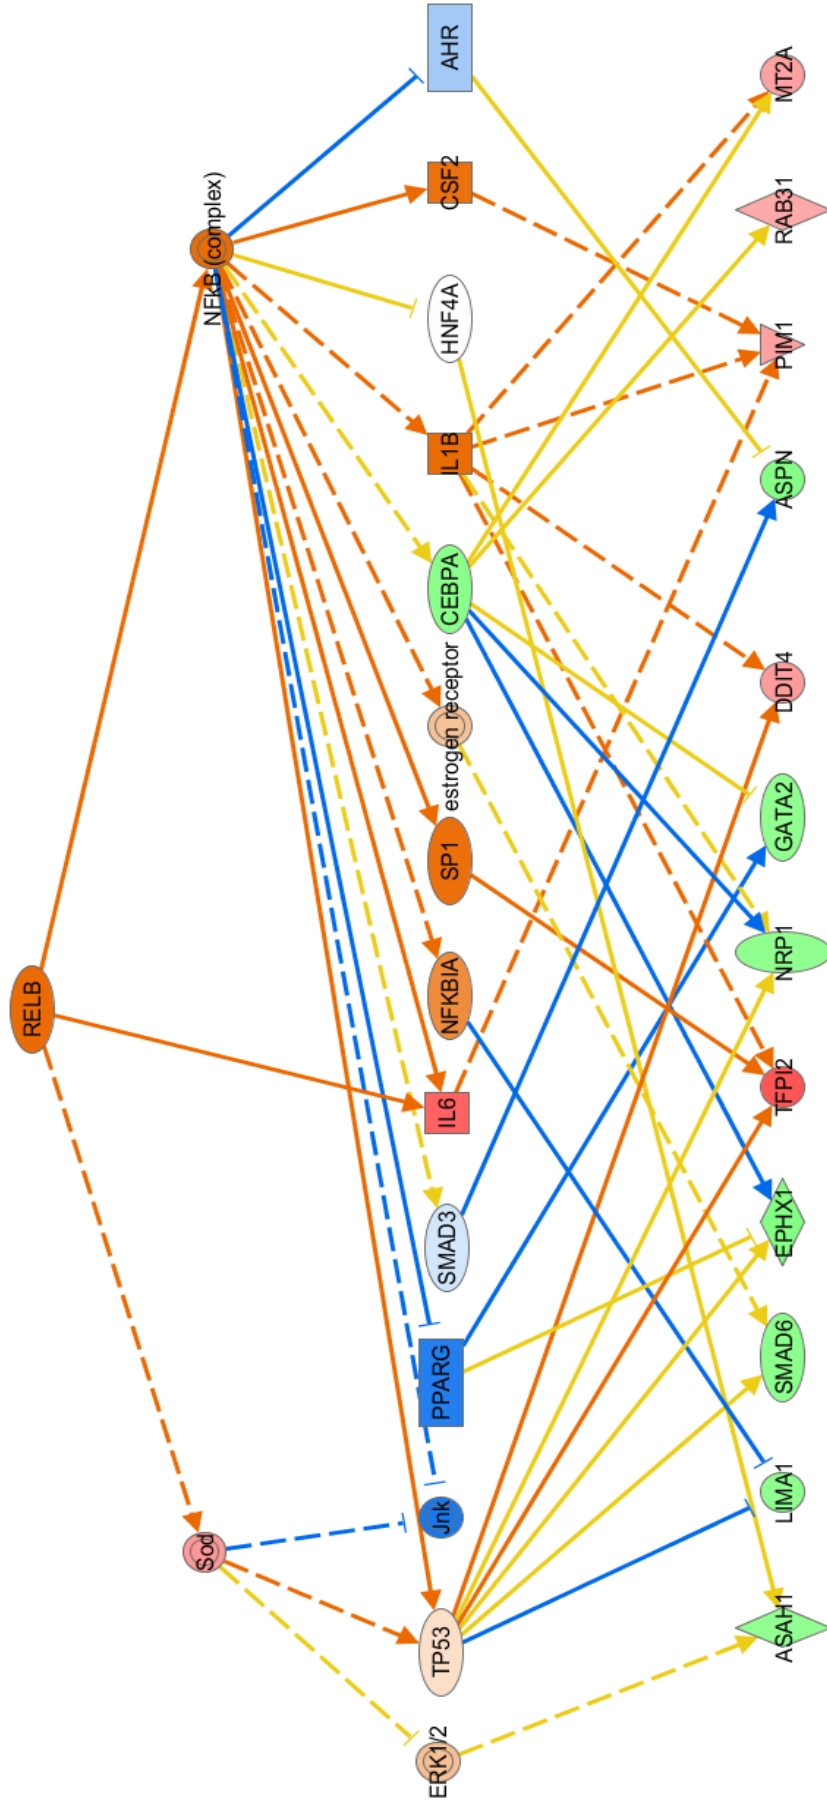 RELB
Sod
NFkB (complex)
ERK1/2
TP53
Jnk
PPARG
SMAD3
IL6
NFKBIA
SP1
estrogen receptor
CEBPA
IL1B
HNF4A
CSF2
AHR
ASAH1
LIMA1
SMAD6
EPHX1
TFPI2
NRP1
GATA2
DDIT4
ASPN
PIM1
RAB31
MT2A